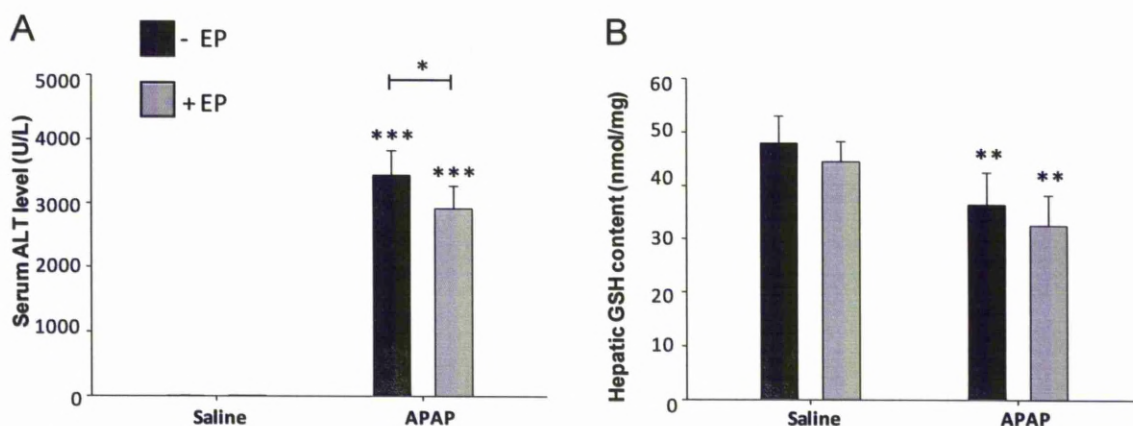 A
- EP
+ EP
Serum ALT level (U/L)
5000
4000
3000
2000
1000
0
*
***
***
Saline
APAP
B
Hepatic GSH content (nmol/mg)
60
50
40
30
20
10
0
**
**
Saline
APAP